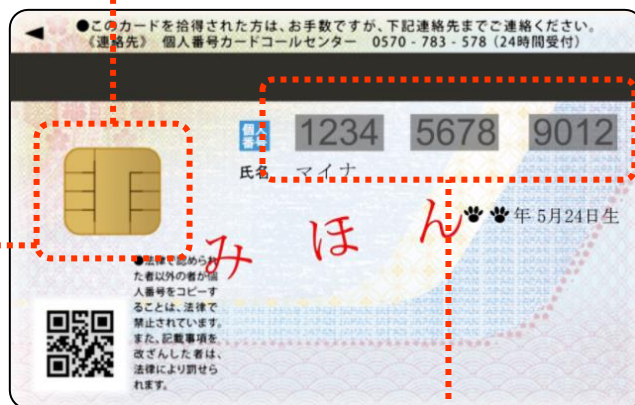 ●このカードを拾得された方は、お手数ですが、下記連絡先までご連絡ください。
《連絡先》 個人番号カードコールセンター 0570-783-578(24時間受付)
個人番号 1234 5678 9012
氏名 マイナ
年 5月24日生
みほん
●法律で認められ
た者以外の者が個
人番号をコピーす
ることは、法律で
禁止されています。
また、記載事項を
改ざんした者は、
法律により罰せら
れます。